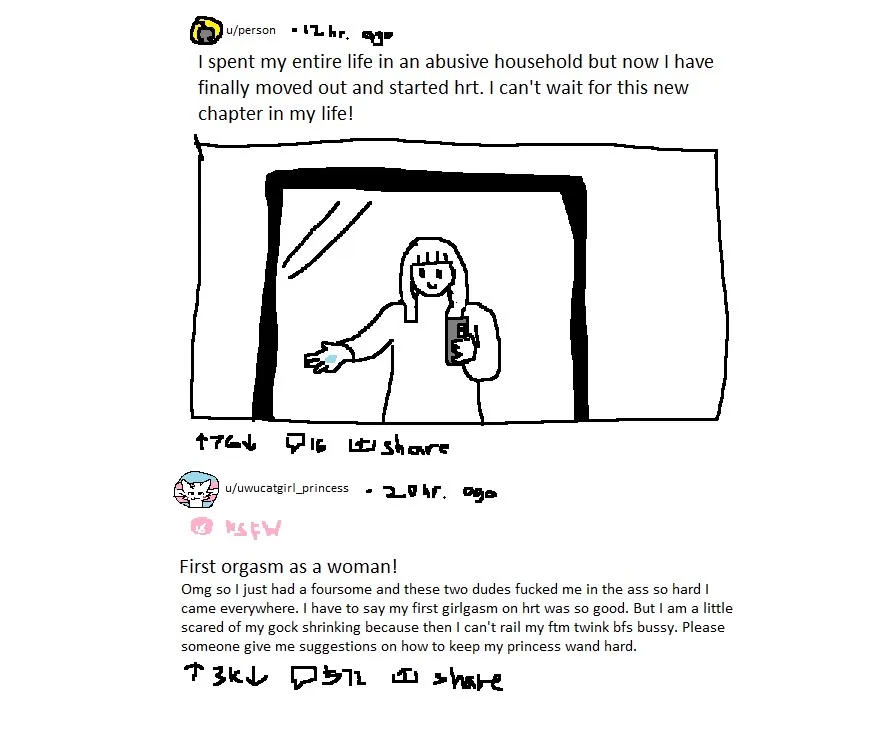 u/person • 12 hr. ago
I spent my entire life in an abusive household but now I have
finally moved out and started hrt. I can't wait for this new
chapter in my life!
76 16 share
u/uwucatgirl_princess • 20 hr. ago
18 NSFW
First orgasm as a woman!
Omg so I just had a foursome and these two dudes fucked me in the ass so hard I
came everywhere. I have to say my first girlgasm on hrt was so good. But I am a little
scared of my gock shrinking because then I can't rail my ftm twink bfs bussy. Please
someone give me suggestions on how to keep my princess wand hard.
3k 572 share